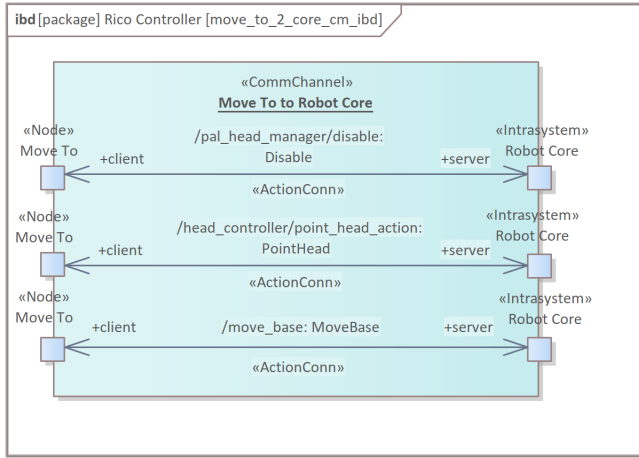 ibd [package] Rico Controller [move_to_2_core_cm_ibd]
«CommChannel»
Move To to Robot Core
«Node»
Move To
/pal_head_manager/disable:
Disable
«Intrasystem»
Robot Core
+client
+server
«ActionConn»
«Node»
Move To
/head_controller/point_head_action:
PointHead
«Intrasystem»
Robot Core
+client
+server
«ActionConn»
«Node»
Move To
«Intrasystem»
Robot Core
+client
/move_base: MoveBase
+server
«ActionConn»